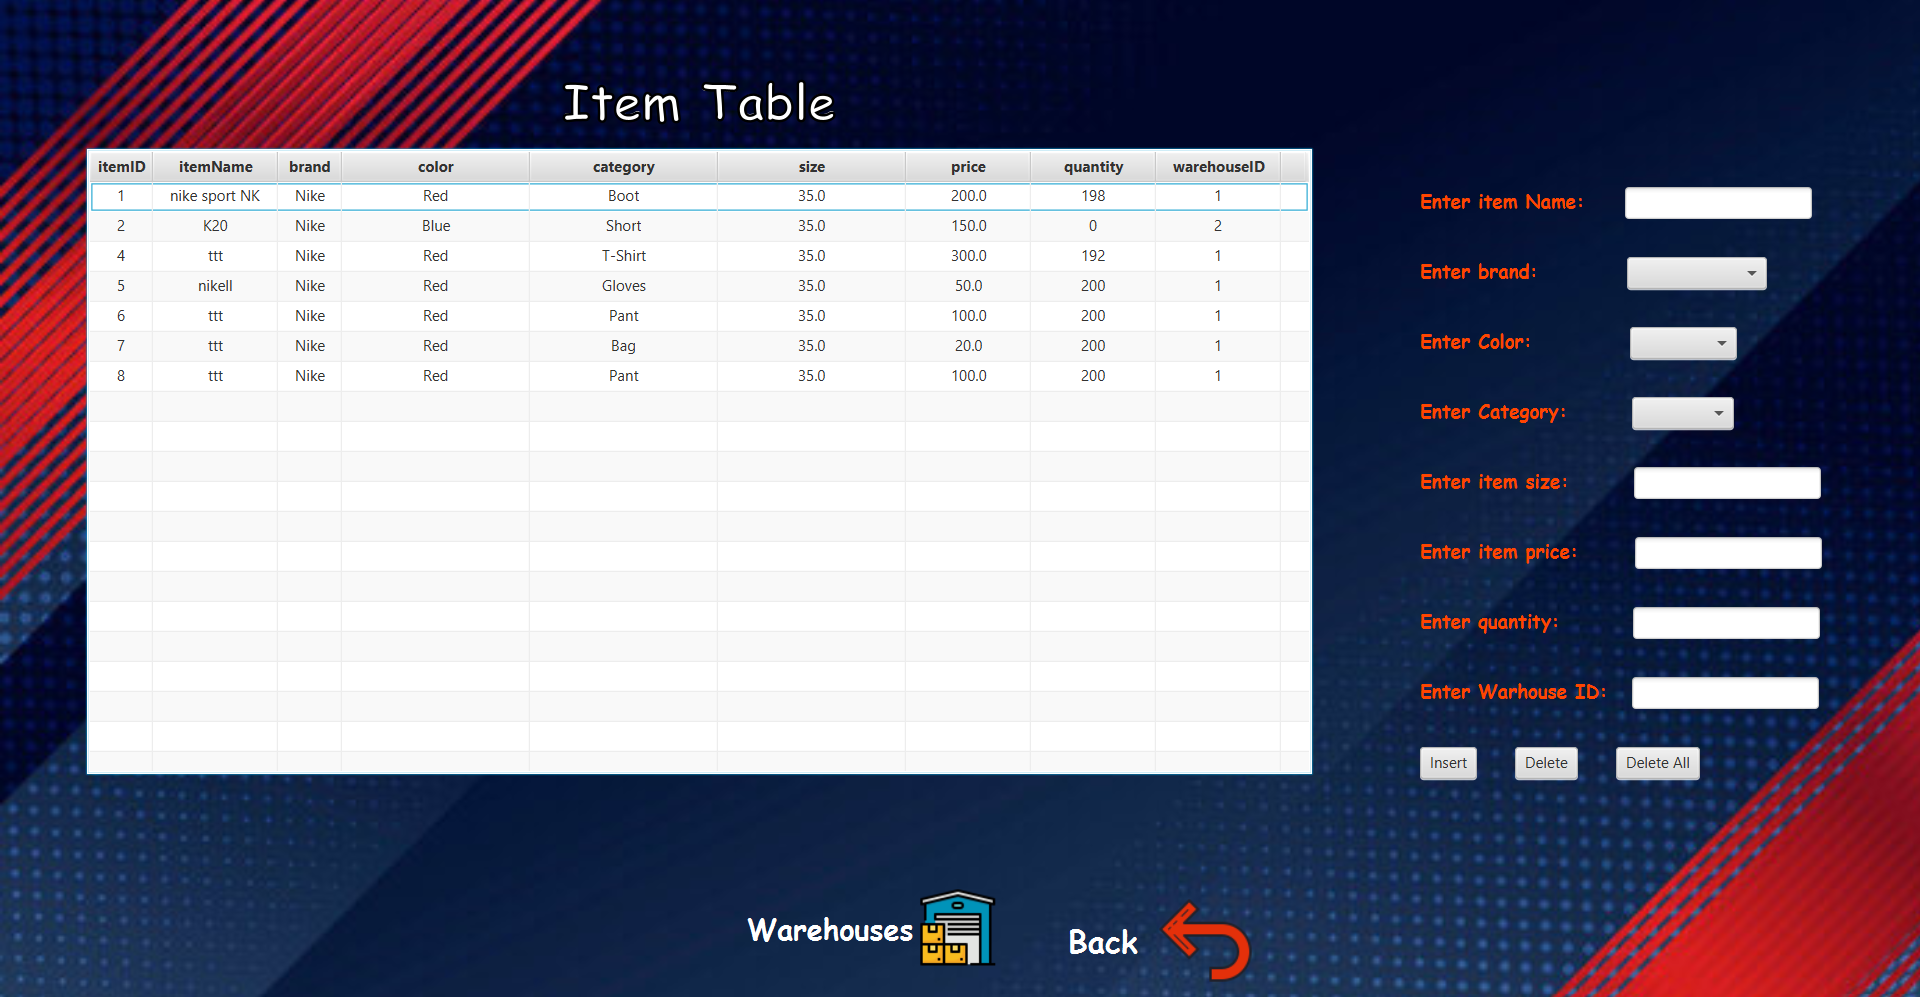 Item Table
itemID itemName brand color category size price quantity warehouseID
1 nike sport NK Nike Red Boot 35.0 200.0 198 1
2 K20 Nike Blue Short 35.0 150.0 0 2
4 ttt Nike Red T-Shirt 35.0 300.0 192 1
5 nikell Nike Red Gloves 35.0 50.0 200 1
6 ttt Nike Red Pant 35.0 100.0 200 1
7 ttt Nike Red Bag 35.0 20.0 200 1
8 ttt Nike Red Pant 35.0 100.0 200 1
Enter item Name:
Enter brand:
Enter Color:
Enter Category:
Enter item size:
Enter item price:
Enter quantity:
Enter Warhouse ID:
Insert Delete Delete All
Warehouses
Back